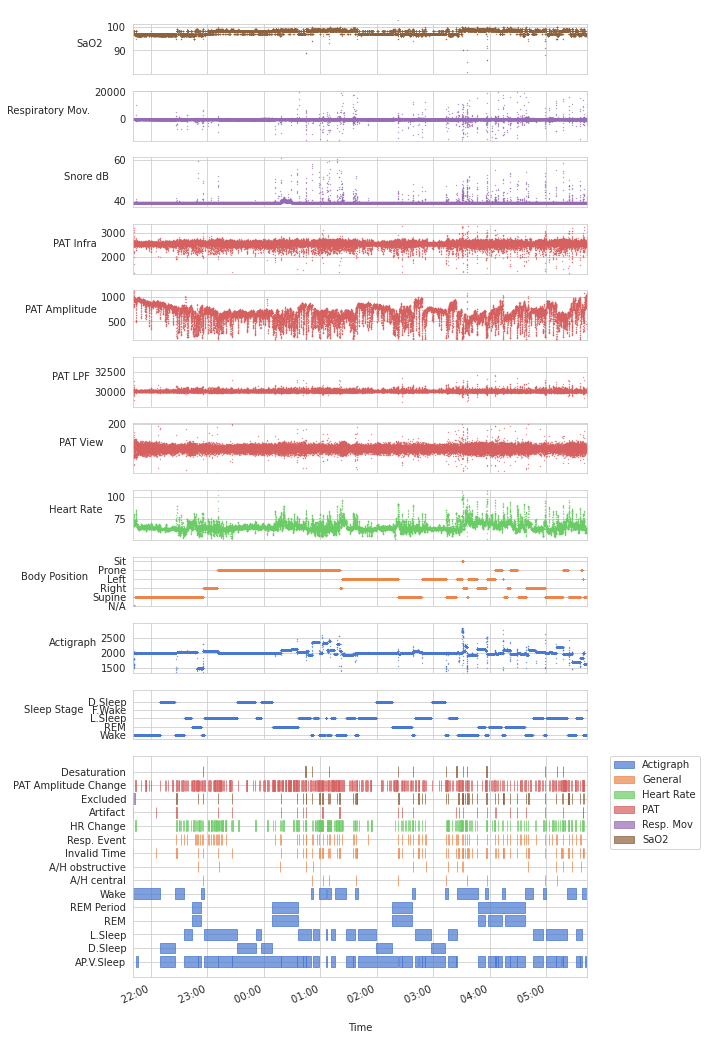 100
90
SaO2
20000
0
Respiratory Mov.
60
40
Snore dB
3000
2000
PAT Infra
1000
500
PAT Amplitude
32500
30000
PAT LPF
200
0
PAT View
100
75
Heart Rate
Sit
Prone
Left
Right
Supine
N/A
Body Position
2500
2000
1500
Actigraph
D.Sleep
F.Wake
L.Sleep
REM
Wake
Sleep Stage
Desaturation
PAT Amplitude Change
Excluded
Artifact
HR Change
Resp. Event
Invalid Time
A/H obstructive
A/H central
Wake
REM Period
REM
L.Sleep
D.Sleep
AP.V.Sleep
Actigraph
General
Heart Rate
PAT
Resp. Mov
SaO2
22:00
23:00
00:00
01:00
02:00
03:00
04:00
05:00
Time